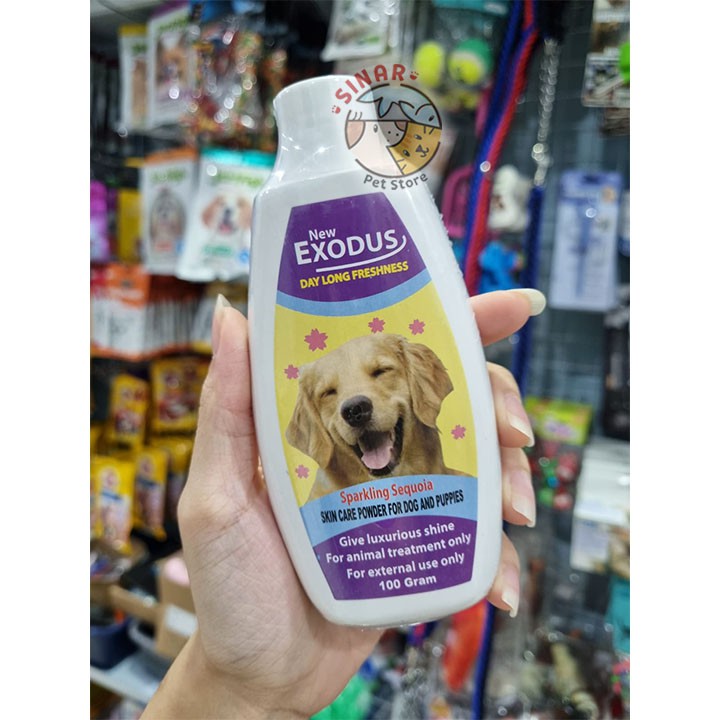 SINAR
Pet Store
New
EXODUS
DAY LONG FRESHNESS
Sparkling Sequoia
SKIN CARE POWDER FOR DOG AND PUPPIES
Give luxurious shine
For animal treatment only
For external use only
100 Gram